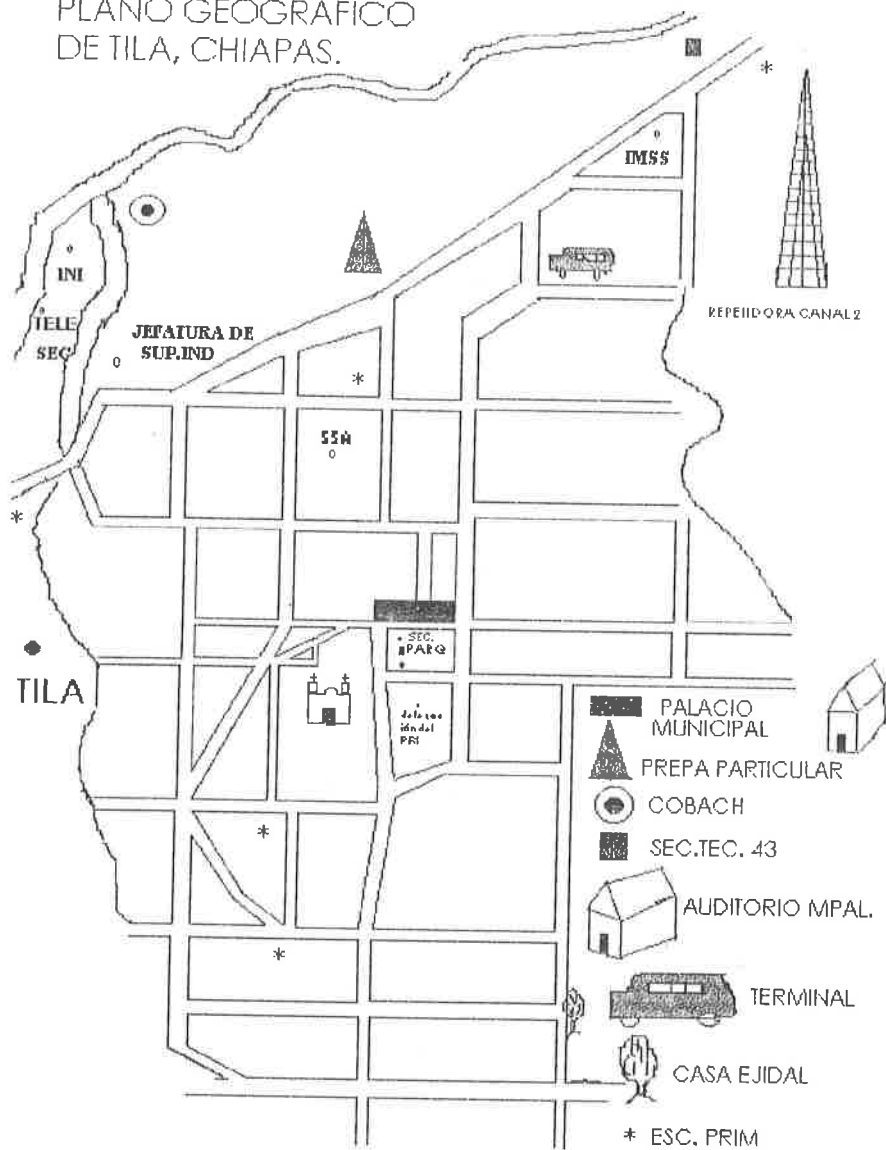 PLANO GEOGRAFICO
DE TILA, CHIAPAS.
IMSS
INI
TELE
SEC
JEFATURA DE
SUP.IND
REPETIDORA CANAL 2
SSA
SEC.
PARQ
PRI
TILA
PALACIO
MUNICIPAL
PREPA PARTICULAR
COBACH
SEC.TEC. 43
AUDITORIO MPAL.
TERMINAL
CASA EJIDAL
* ESC. PRIM